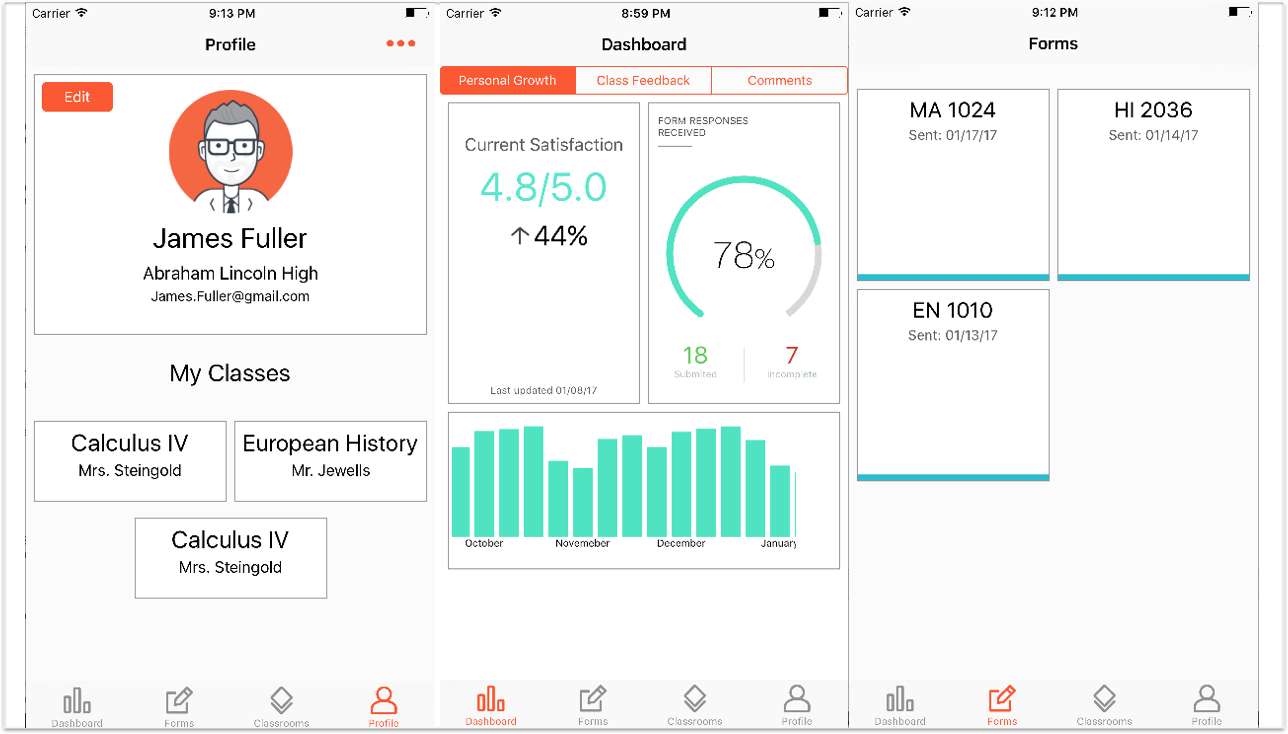 Carrier 9:13 PM
Profile
Edit
James Fuller
Abraham Lincoln High
James.Fuller@gmail.com
My Classes
Calculus IV
Mrs. Steingold
European History
Mr. Jewells
Calculus IV
Mrs. Steingold
Dashboard Forms Classrooms Profile
Carrier 8:59 PM
Dashboard
Personal Growth Class Feedback Comments
Current Satisfaction
4.8/5.0
↑44%
Last updated 01/08/17
FORM RESPONSES
RECEIVED
78%
18 7
Submited Incomplete
October Novemeber December January
Dashboard Forms Classrooms Profile
Carrier 9:12 PM
Forms
MA 1024
Sent: 01/17/17
HI 2036
Sent: 01/14/17
EN 1010
Sent: 01/13/17
Dashboard Forms Classrooms Profile